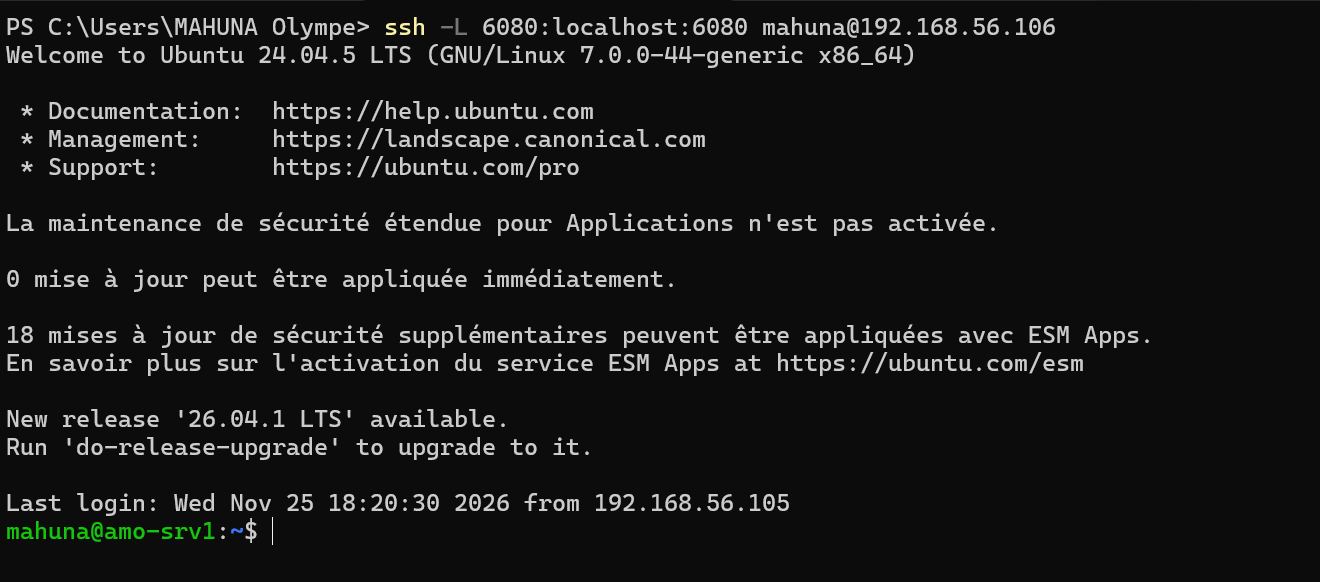 PS C:\Users\MAHUNA Olympe> ssh -L 6080:localhost:6080 mahuna@192.168.56.106
Welcome to Ubuntu 24.04.5 LTS (GNU/Linux 7.0.0-44-generic x86_64)
* Documentation:  https://help.ubuntu.com
* Management:     https://landscape.canonical.com
* Support:        https://ubuntu.com/pro
La maintenance de sécurité étendue pour Applications n'est pas activée.
0 mise à jour peut être appliquée immédiatement.
18 mises à jour de sécurité supplémentaires peuvent être appliquées avec ESM Apps.
En savoir plus sur l'activation du service ESM Apps at https://ubuntu.com/esm
New release '26.04.1 LTS' available.
Run 'do-release-upgrade' to upgrade to it.
Last login: Wed Nov 25 18:20:30 2026 from 192.168.56.105
mahuna@amo-srv1:~$